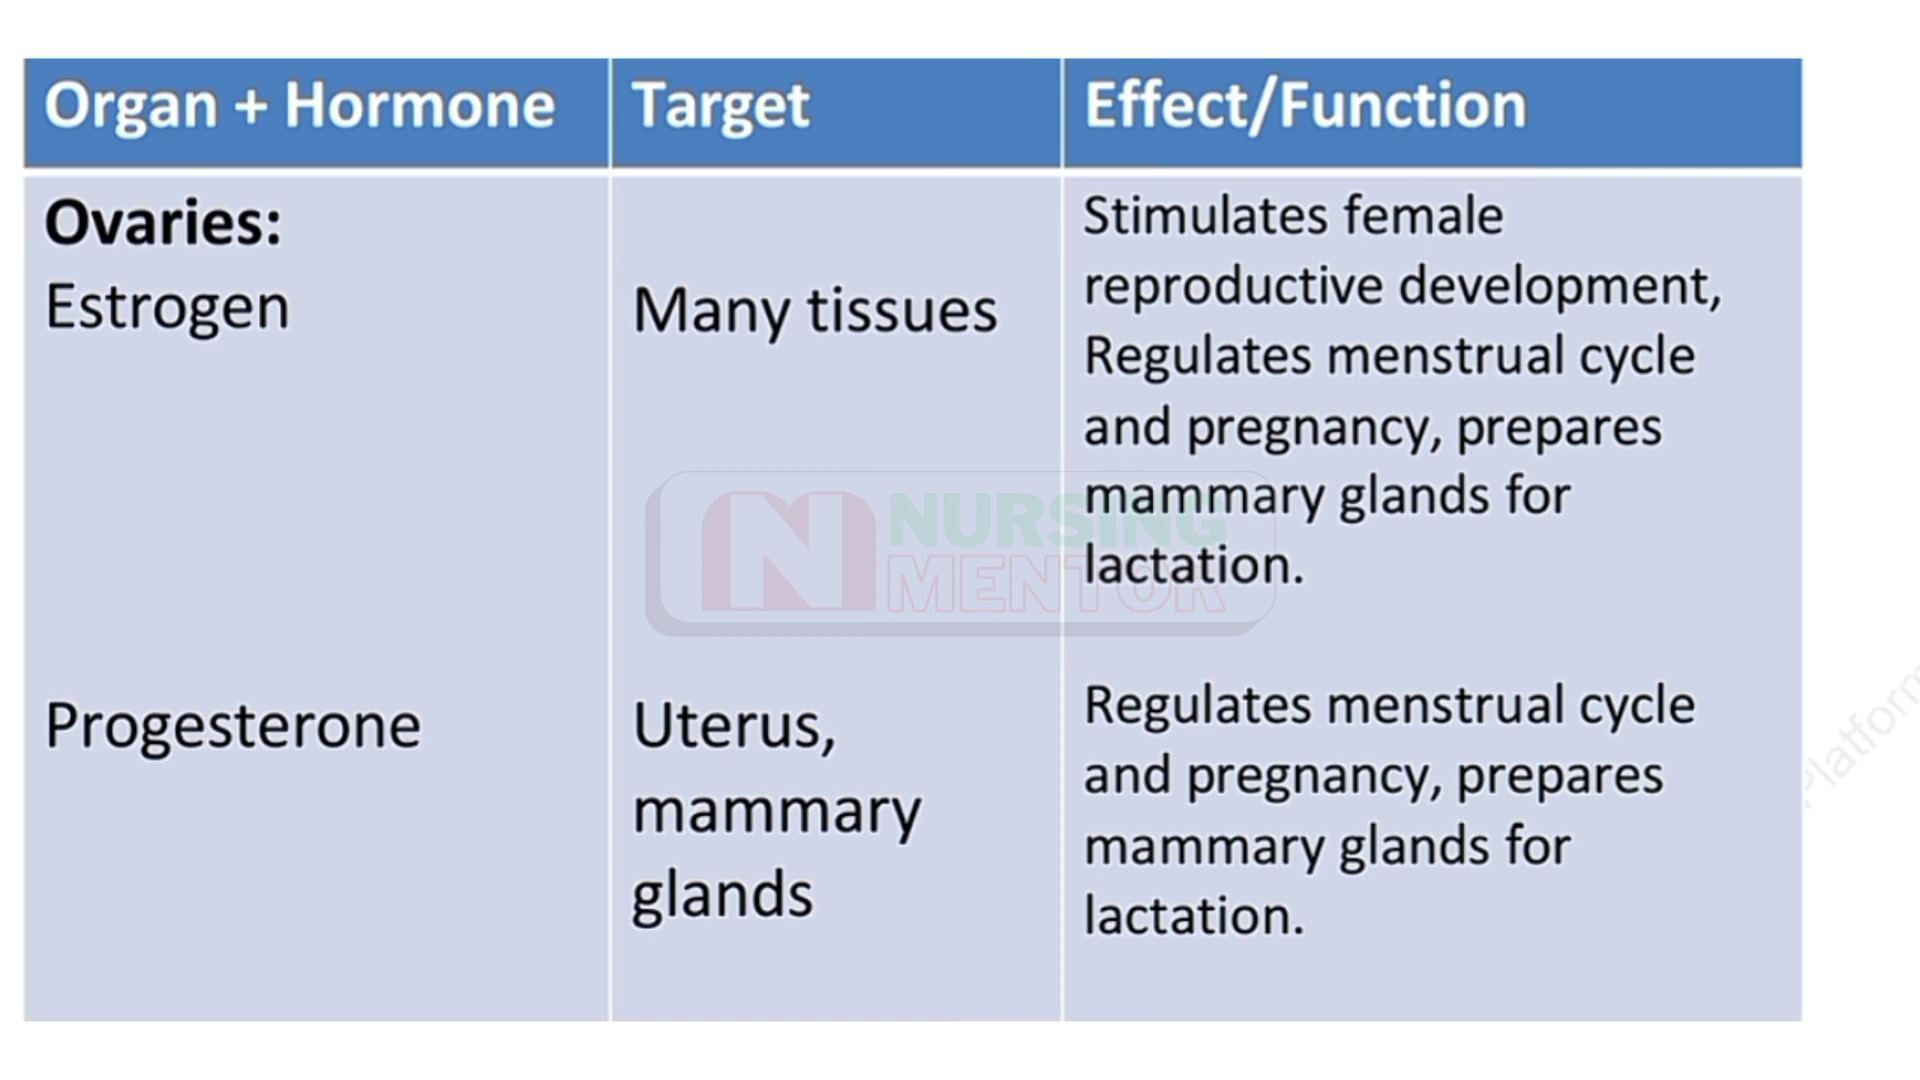 Organ + Hormone
Target
Effect/Function
Ovaries:
Estrogen
Many tissues
Stimulates female
reproductive development,
Regulates menstrual cycle
and pregnancy, prepares
mammary glands for
lactation.
Progesterone
Uterus,
mammary
glands
Regulates menstrual cycle
and pregnancy, prepares
mammary glands for
lactation.
NURSING
MENTOR
Platform